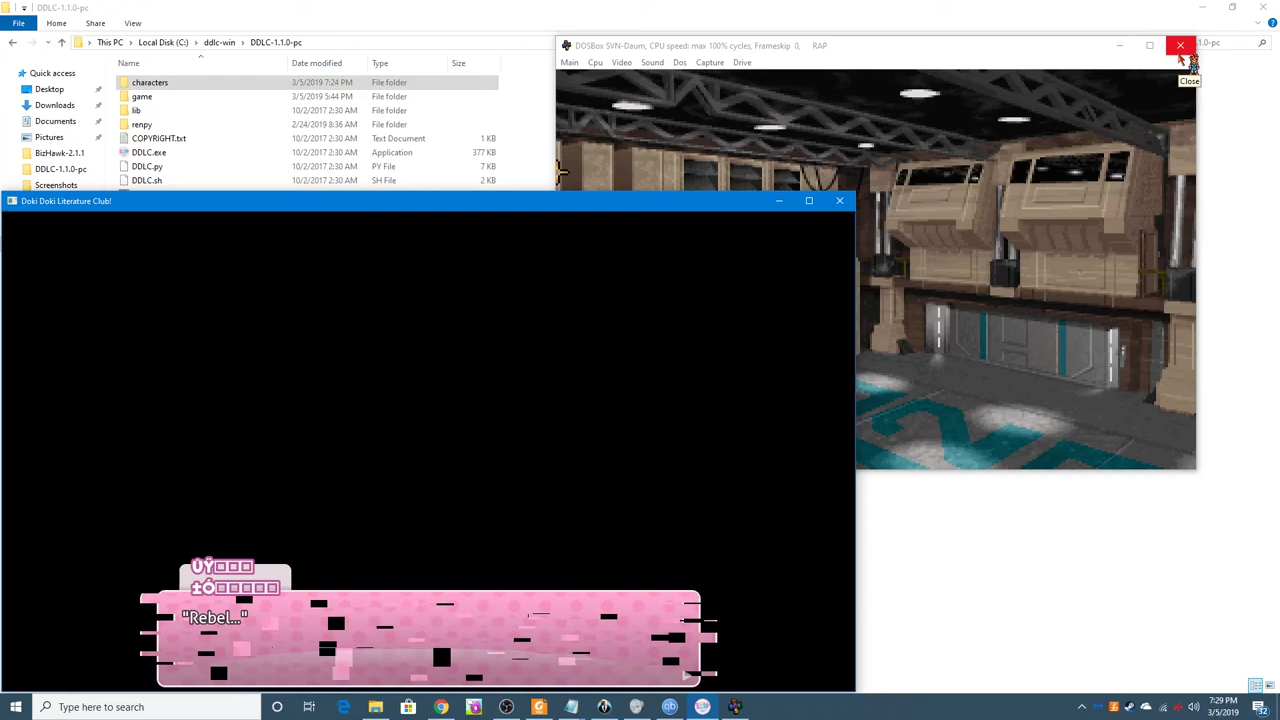 DDLC-1.1.0-pc
File Home Share View
This PC Local Disk (C:) ddlc-win DDLC-1.1.0-pc
1.0-pc
Name Date modified Type Size
Quick access
Desktop
Downloads
Documents
Pictures
BizHawk-2.1.1
DDLC-1.1.0-pc
Screenshots
characters 3/5/2019 7:24 PM File folder
game 3/5/2019 5:44 PM File folder
lib 10/2/2017 2:30 AM File folder
renpy 2/24/2019 8:36 AM File folder
COPYRIGHT.txt 10/2/2017 2:30 AM Text Document 1 KB
DDLC.exe 10/2/2017 2:30 AM Application 377 KB
DDLC.py 10/2/2017 2:30 AM PY File 7 KB
DDLC.sh 10/2/2017 2:30 AM SH File 2 KB
DOSBox SVN-Daum, CPU speed: max 100% cycles, Frameskip 0, RAP
Main Cpu Video Sound Dos Capture Drive
Close
Doki Doki Literature Club!
ÙŸ□□□
±Ó□□□□□
"Rebel..."
Type here to search
7:29 PM
3/5/2019
32